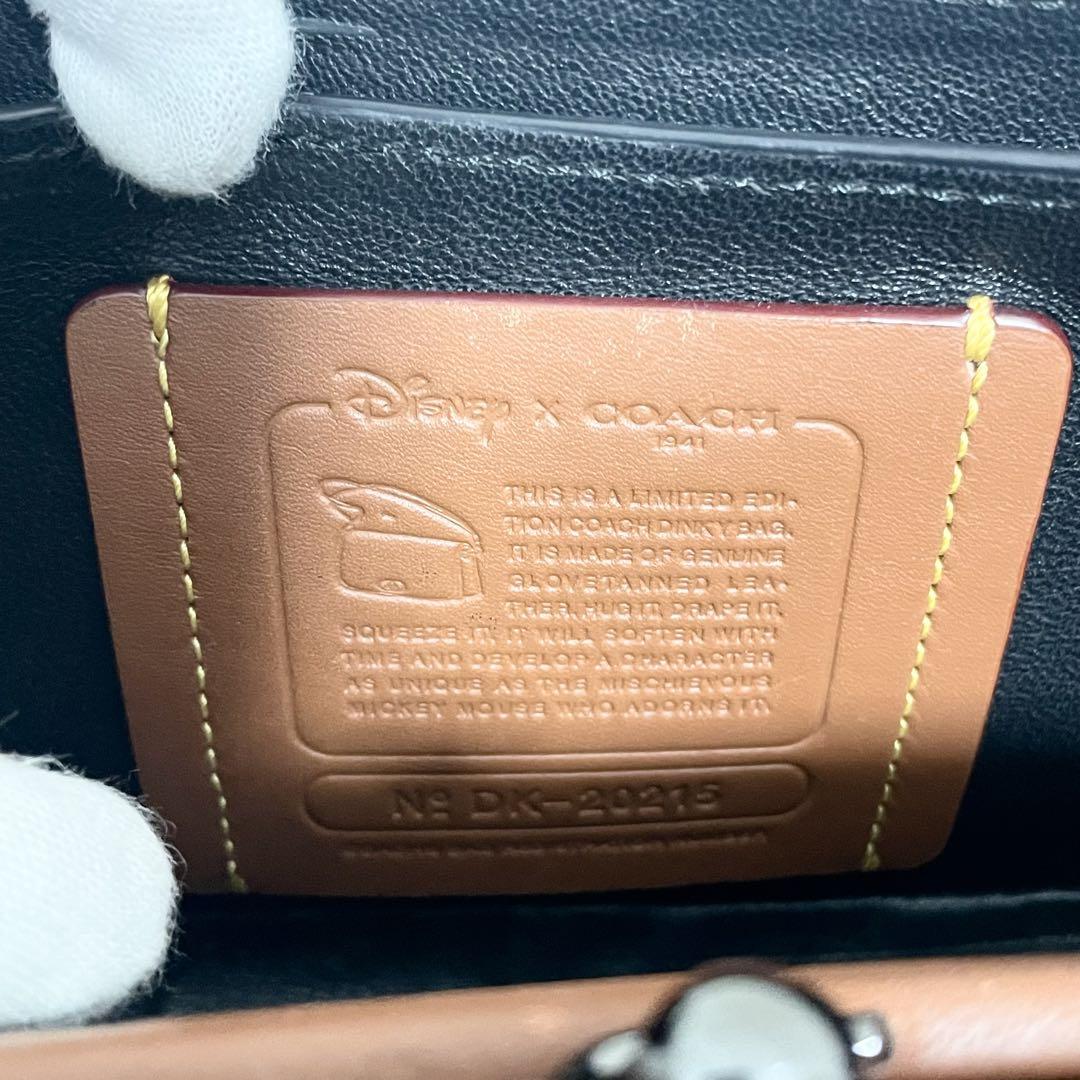 Disney x COACH
1941
THIS IS A LIMITED EDI•
TION COACH DINKY BAG.
IT IS MADE OF GENUINE
GLOVETANNED LEA•
THER. HUG IT, DRAPE IT.
SQUEEZE IT, IT WILL SOFTEN WITH
TIME AND DEVELOP A CHARACTER
AS UNIQUE AS THE MISCHIEVOUS
MICKEY MOUSE WHO ADORNS IT.
No DK-20215